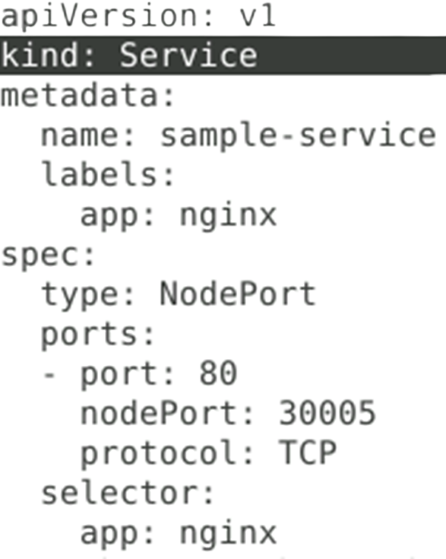 apiVersion: v1
kind: Service
metadata:
  name: sample-service
  labels:
    app: nginx
spec:
  type: NodePort
  ports:
  - port: 80
    nodePort: 30005
    protocol: TCP
  selector:
    app: nginx